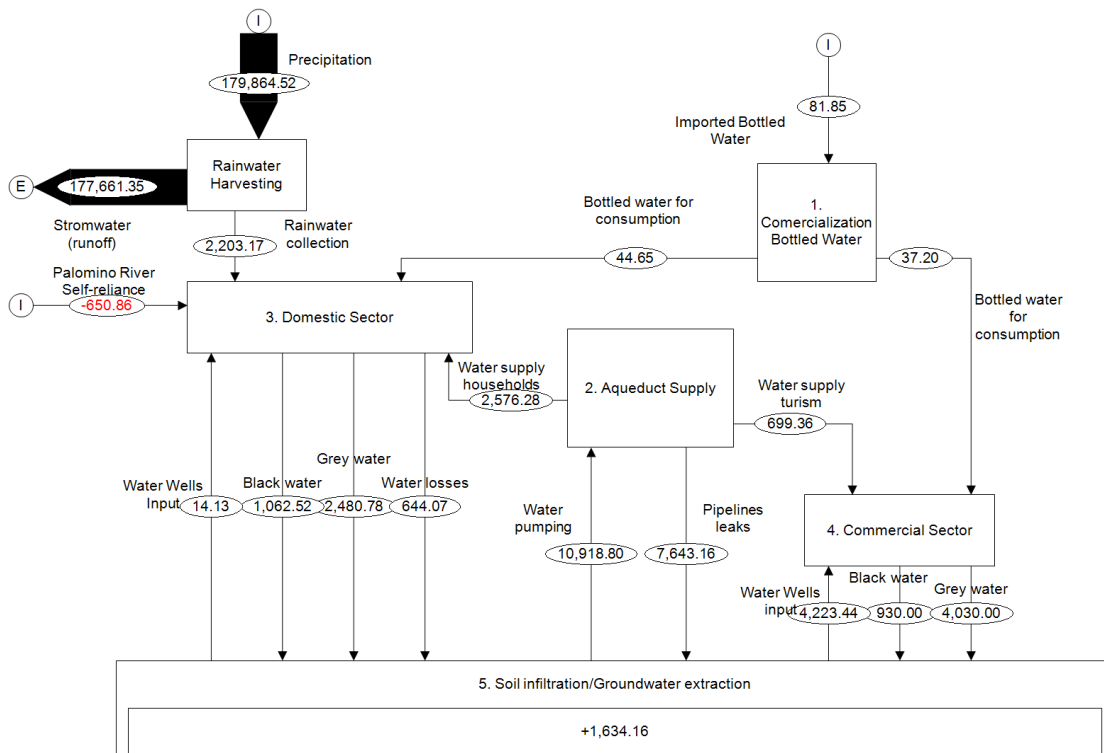 I
Precipitation
179,864.52
I
81.85
Imported Bottled
Water
Rainwater
Harvesting
E
177,661.35
Stromwater
(runoff)
Rainwater
collection
2,203.17
1.
Comercialization
Bottled Water
Bottled water for
consumption
44.65
37.20
Palomino River
Self-reliance
I
-650.86
3. Domestic Sector
Bottled water
for
consumption
Water supply
households
2,576.28
2. Aqueduct Supply
Water supply
turism
699.36
Water Wells
Input
14.13
Black water
1,062.52
Grey water
2,480.78
Water losses
644.07
Water
pumping
10,918.80
Pipelines
leaks
7,643.16
4. Commercial Sector
Water Wells
input
4,223.44
Black water
930.00
Grey water
4,030.00
5. Soil infiltration/Groundwater extraction
+1,634.16